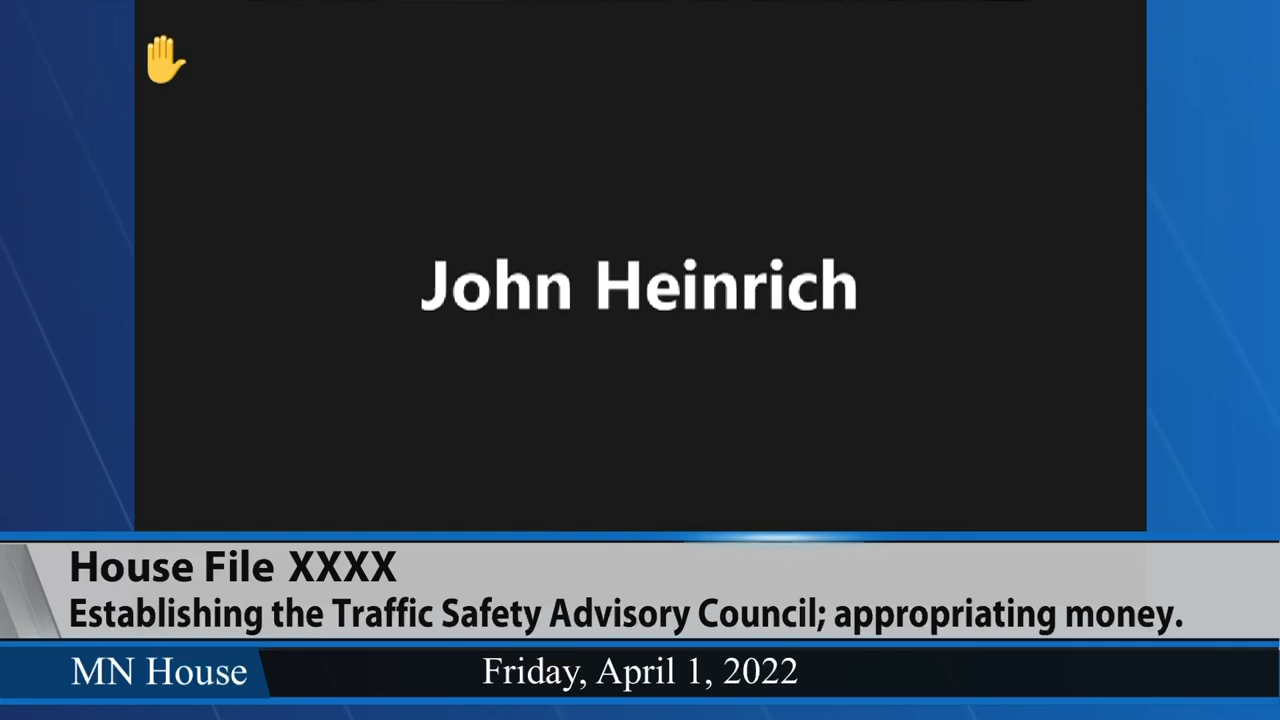 John Heinrich
House File XXXX
Establishing the Traffic Safety Advisory Council; appropriating money.
MN House
Friday, April 1, 2022